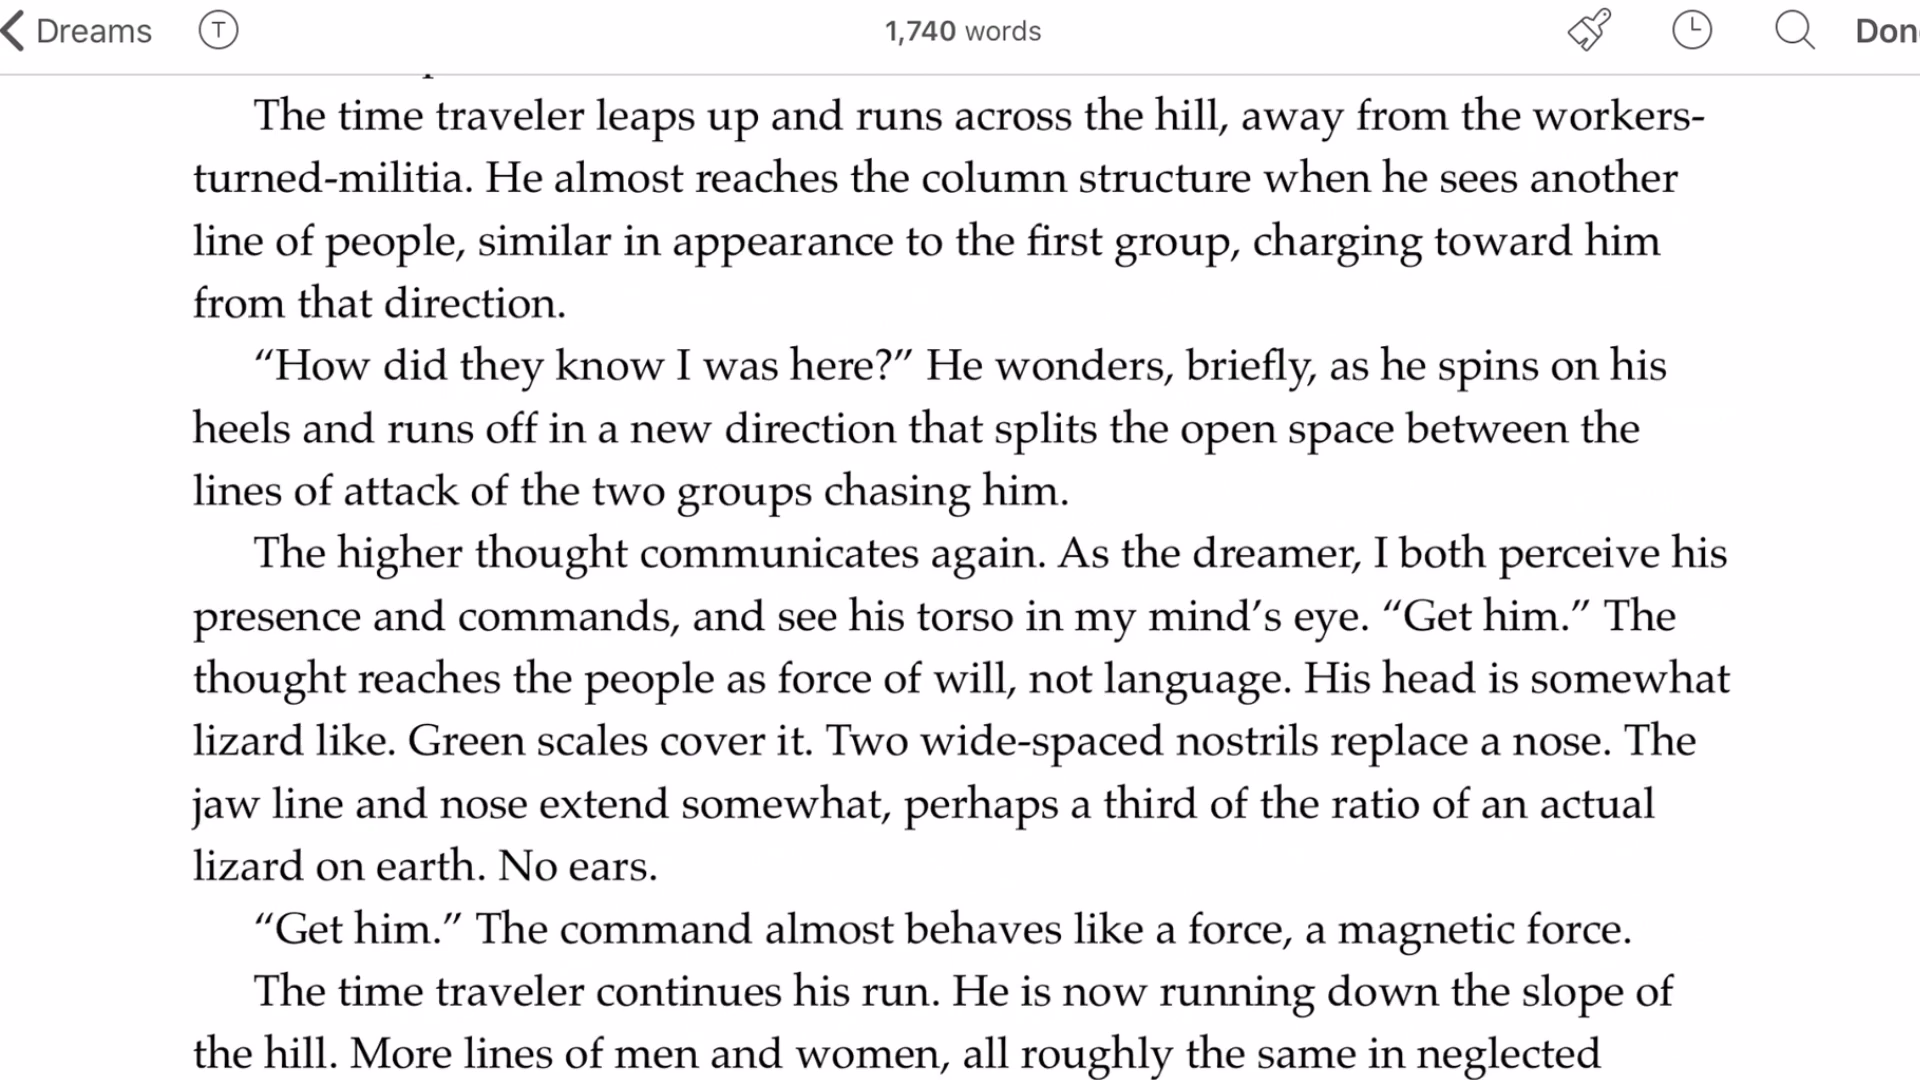 Dreams
T
1,740 words
Don
The time traveler leaps up and runs across the hill, away from the workers-
turned-militia. He almost reaches the column structure when he sees another
line of people, similar in appearance to the first group, charging toward him
from that direction.
“How did they know I was here?” He wonders, briefly, as he spins on his
heels and runs off in a new direction that splits the open space between the
lines of attack of the two groups chasing him.
The higher thought communicates again. As the dreamer, I both perceive his
presence and commands, and see his torso in my mind’s eye. “Get him.” The
thought reaches the people as force of will, not language. His head is somewhat
lizard like. Green scales cover it. Two wide-spaced nostrils replace a nose. The
jaw line and nose extend somewhat, perhaps a third of the ratio of an actual
lizard on earth. No ears.
“Get him.” The command almost behaves like a force, a magnetic force.
The time traveler continues his run. He is now running down the slope of
the hill. More lines of men and women, all roughly the same in neglected